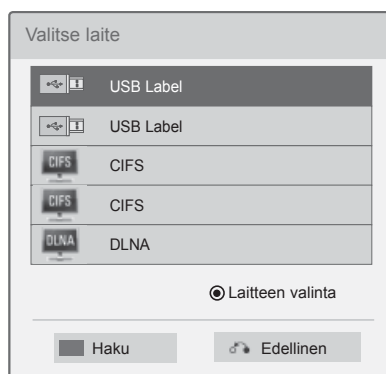 Valitse laite
USB Label
USB Label
CIFS CIFS
CIFS CIFS
DLNA DLNA
Laitteen valinta
Haku Edellinen